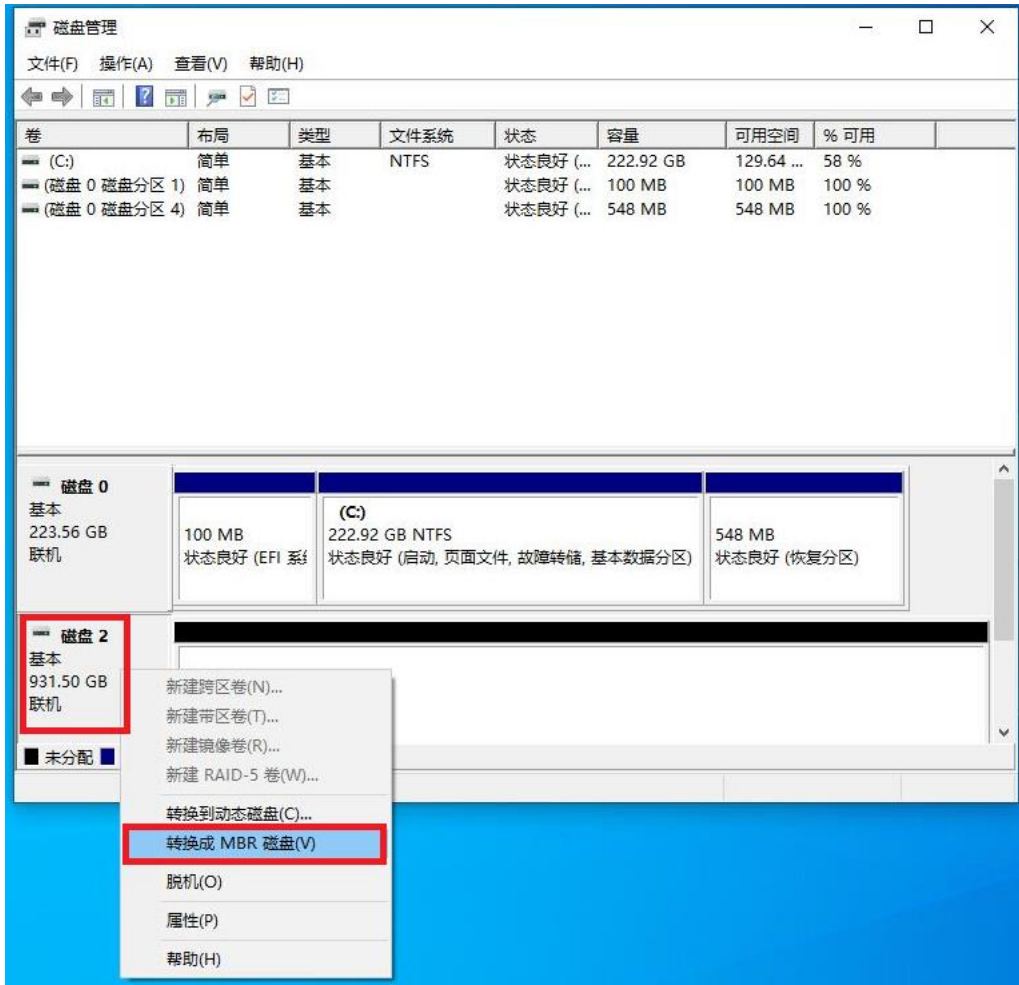 磁盘管理
文件(F) 操作(A) 查看(V) 帮助(H)
卷 布局 类型 文件系统 状态 容量 可用空间 % 可用
(C:) 简单 基本 NTFS 状态良好 (... 222.92 GB 129.64 ... 58 %
(磁盘 0 磁盘分区 1) 简单 基本 状态良好 (... 100 MB 100 MB 100 %
(磁盘 0 磁盘分区 4) 简单 基本 状态良好 (... 548 MB 548 MB 100 %
磁盘 0
基本
223.56 GB
联机
100 MB
状态良好 (EFI 系
(C:)
222.92 GB NTFS
状态良好 (启动, 页面文件, 故障转储, 基本数据分区)
548 MB
状态良好 (恢复分区)
磁盘 2
基本
931.50 GB
联机
未分配
新建跨区卷(N)...
新建带区卷(T)...
新建镜像卷(R)...
新建 RAID-5 卷(W)...
转换到动态磁盘(C)...
转换成 MBR 磁盘(V)
脱机(O)
属性(P)
帮助(H)